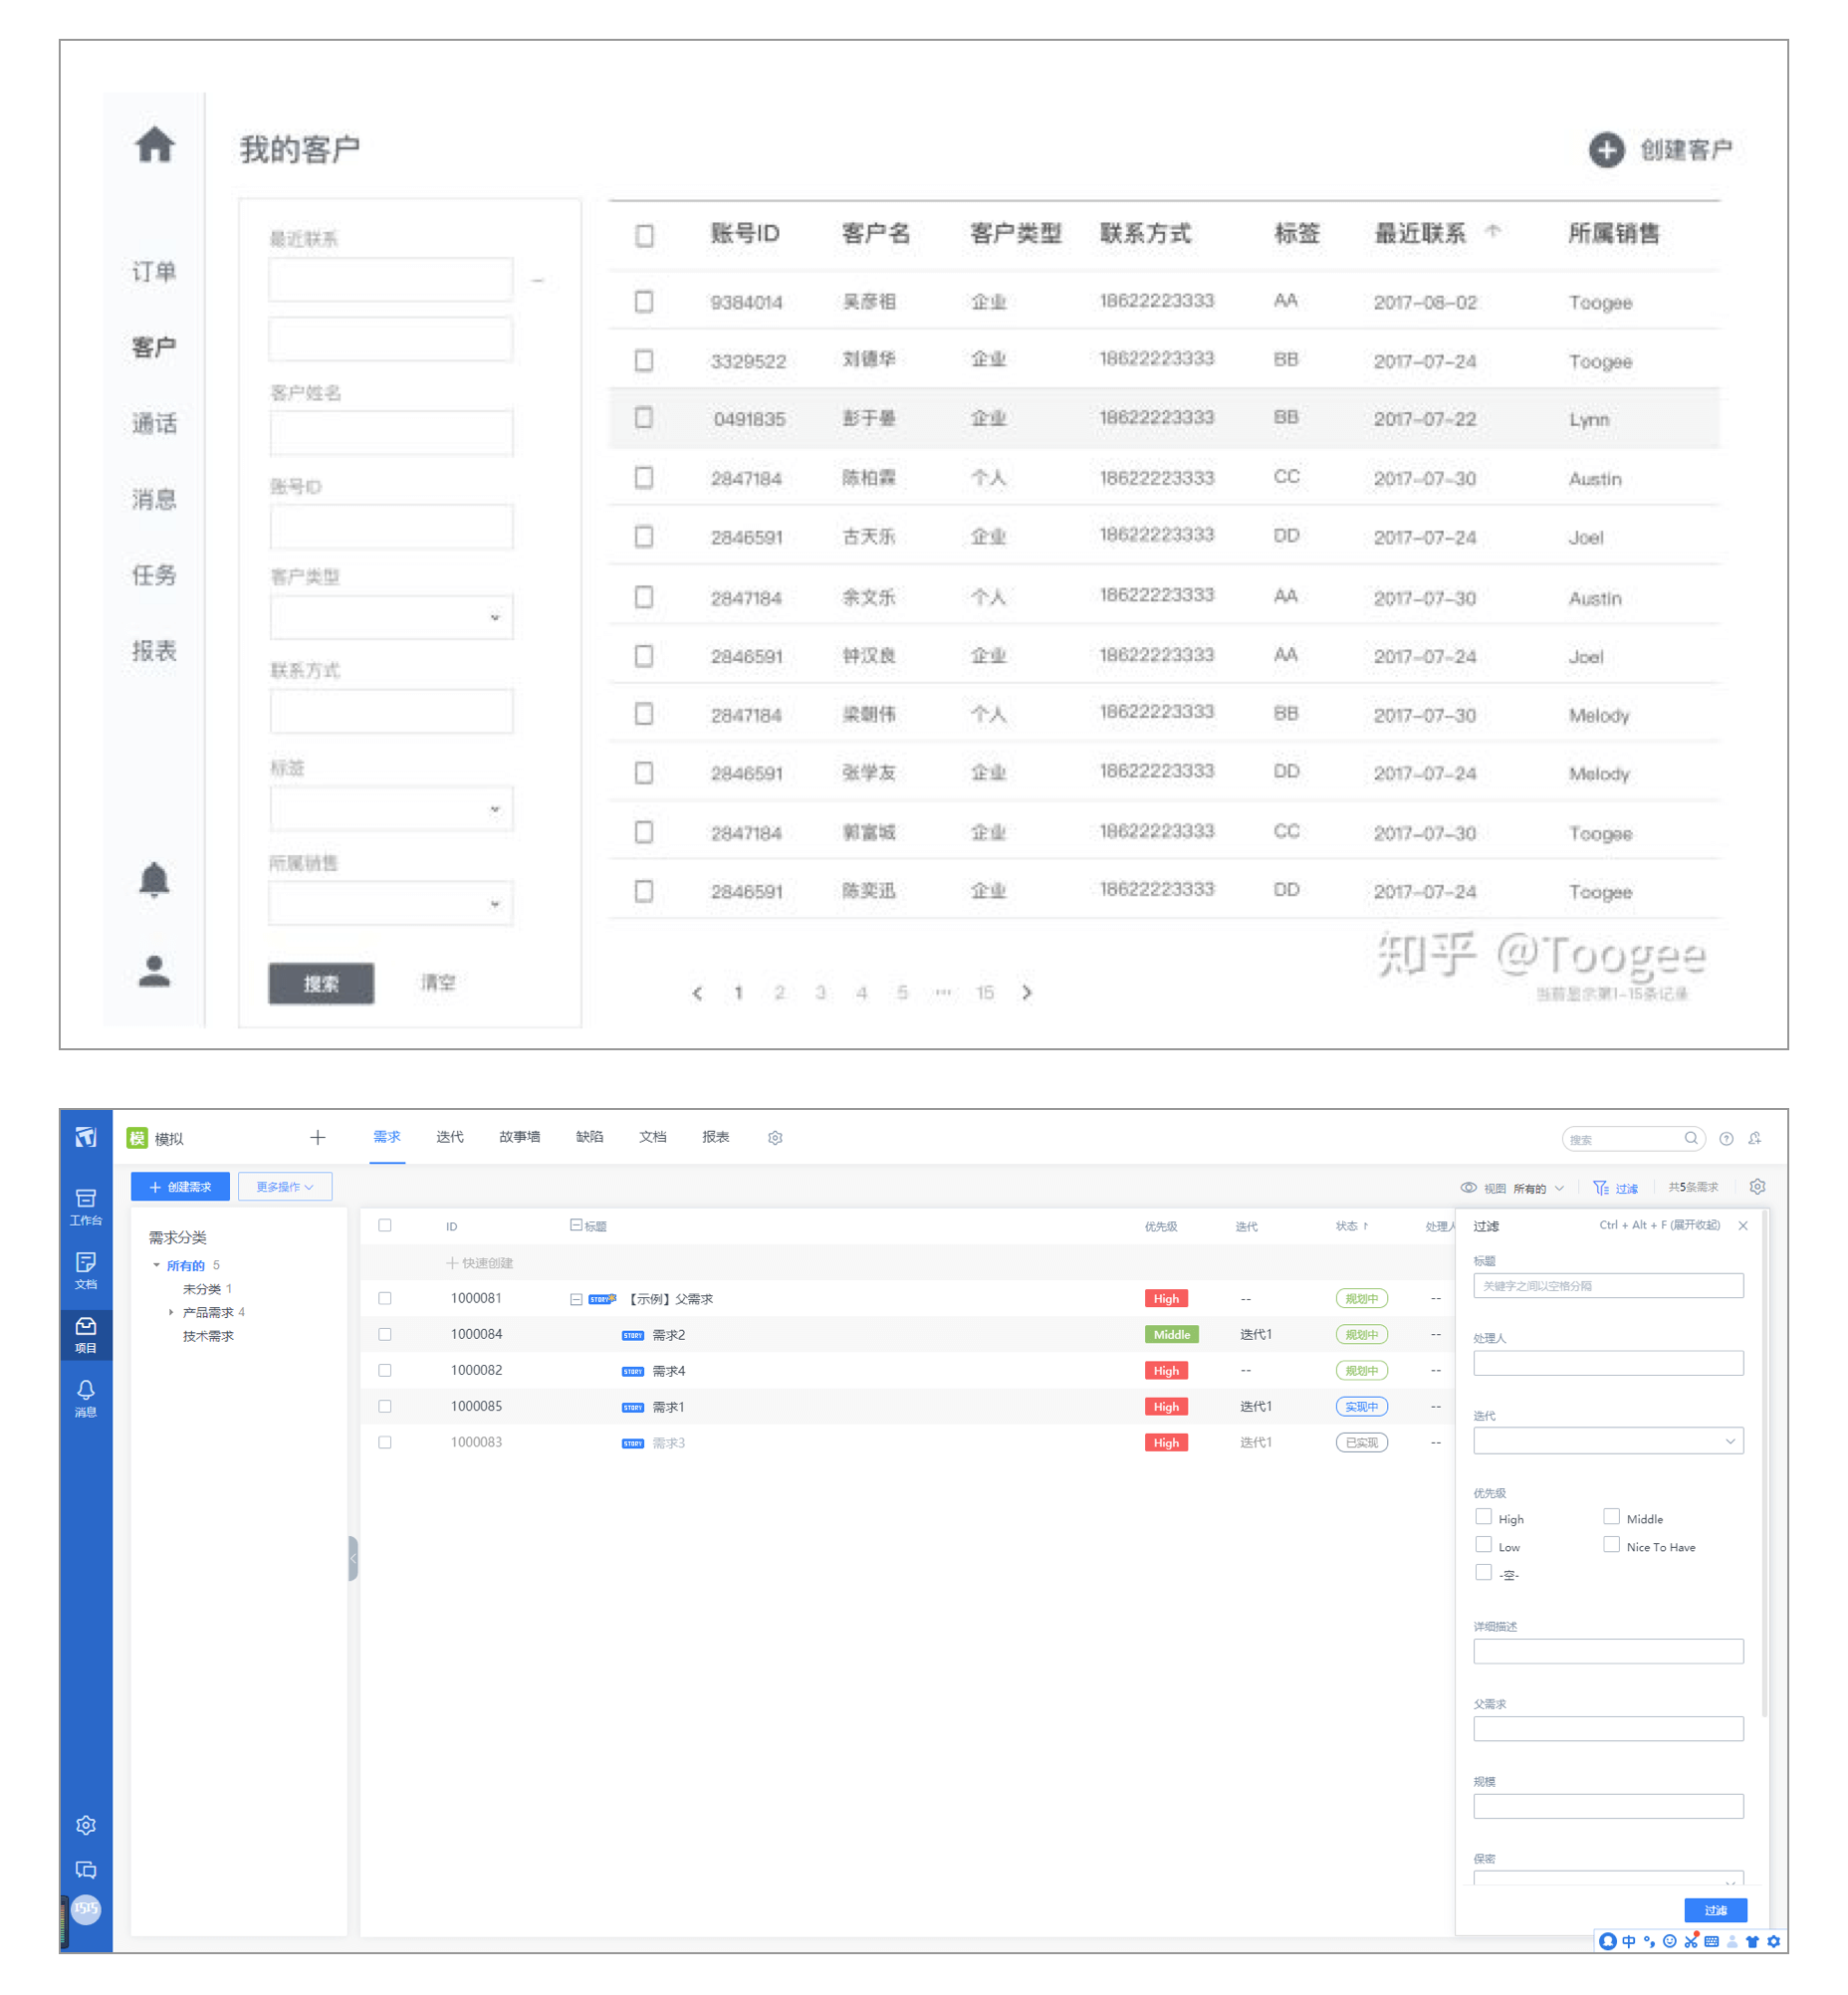 我的客户
创建客户
订单
客户
通话
消息
任务
报表
最近联系
–
客户姓名
账号ID
客户类型
联系方式
标签
所属销售
搜索 清空
账号ID 客户名 客户类型 联系方式 标签 最近联系 ↑ 所属销售
9384014 吴彦祖 企业 18622223333 AA 2017-08-02 Toogee
3329522 刘德华 企业 18622223333 BB 2017-07-24 Toogee
0491835 彭于晏 企业 18622223333 BB 2017-07-22 Lynn
2847184 陈柏霖 个人 18622223333 CC 2017-07-30 Austin
2846591 古天乐 企业 18622223333 DD 2017-07-24 Joel
2847184 余文乐 个人 18622223333 AA 2017-07-30 Austin
2846591 钟汉良 企业 18622223333 AA 2017-07-24 Joel
2847184 梁朝伟 个人 18622223333 BB 2017-07-30 Melody
2846591 张学友 企业 18622223333 DD 2017-07-24 Melody
2847184 郭富城 企业 18622223333 CC 2017-07-30 Toogee
2846591 陈奕迅 企业 18622223333 DD 2017-07-24 Toogee
知乎 @Toogee
< 1 2 3 4 5 ··· 15 >
当前显示第1-15条记录
模 模拟 + 需求 迭代 故事墙 缺陷 文档 报表
搜索
工作台
文档
项目
消息
+ 创建需求 更多操作
视图 所有的 过滤 共5条需求
需求分类
所有的 5
未分类 1
产品需求 4
技术需求
ID 标题 优先级 迭代 状态 ↑ 处理人
+ 快速创建
1000081 STORY 【示例】父需求 High -- 规划中 --
1000084 STORY 需求2 Middle 迭代1 规划中 --
1000082 STORY 需求4 High -- 规划中 --
1000085 STORY 需求1 High 迭代1 实现中 --
1000083 STORY 需求3 High 迭代1 已实现 --
过滤 Ctrl + Alt + F (展开收起)
标题
关键字之间以空格分隔
处理人
迭代
优先级
High Middle
Low Nice To Have
-空-
详细描述
父需求
规模
保密
过滤
中